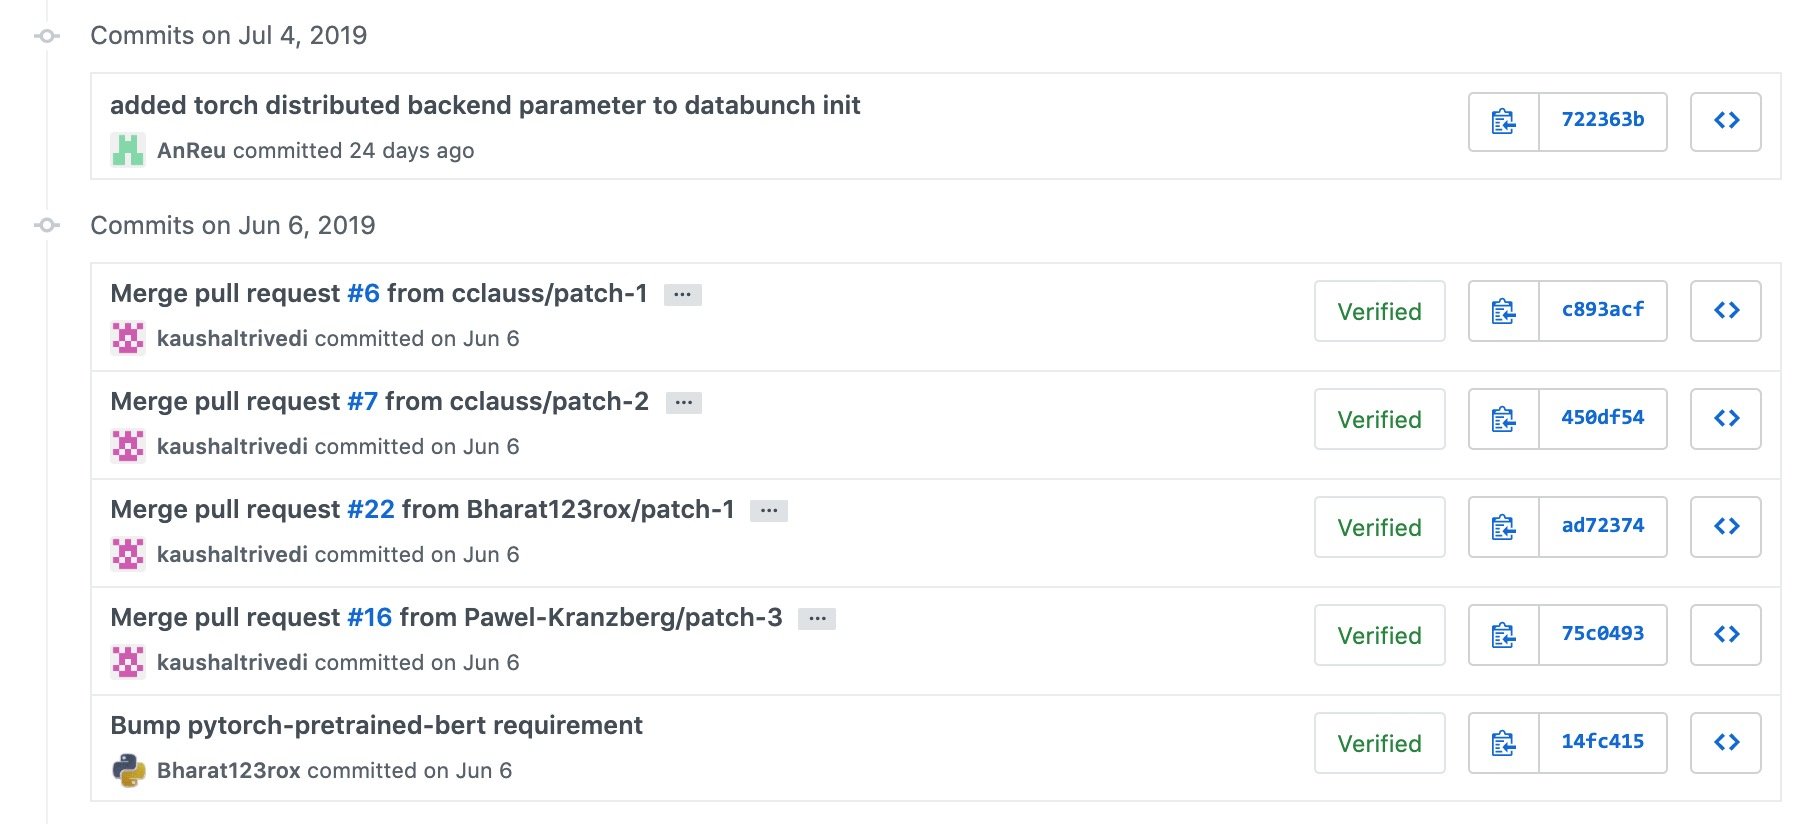 Commits on Jul 4, 2019
added torch distributed backend parameter to databunch init
722363b
AnReu committed 24 days ago
Commits on Jun 6, 2019
Merge pull request #6 from cclauss/patch-1 ...
Verified c893acf
kaushaltrivedi committed on Jun 6
Merge pull request #7 from cclauss/patch-2 ...
Verified 450df54
kaushaltrivedi committed on Jun 6
Merge pull request #22 from Bharat123rox/patch-1 ...
Verified ad72374
kaushaltrivedi committed on Jun 6
Merge pull request #16 from Pawel-Kranzberg/patch-3 ...
Verified 75c0493
kaushaltrivedi committed on Jun 6
Bump pytorch-pretrained-bert requirement
Verified 14fc415
Bharat123rox committed on Jun 6